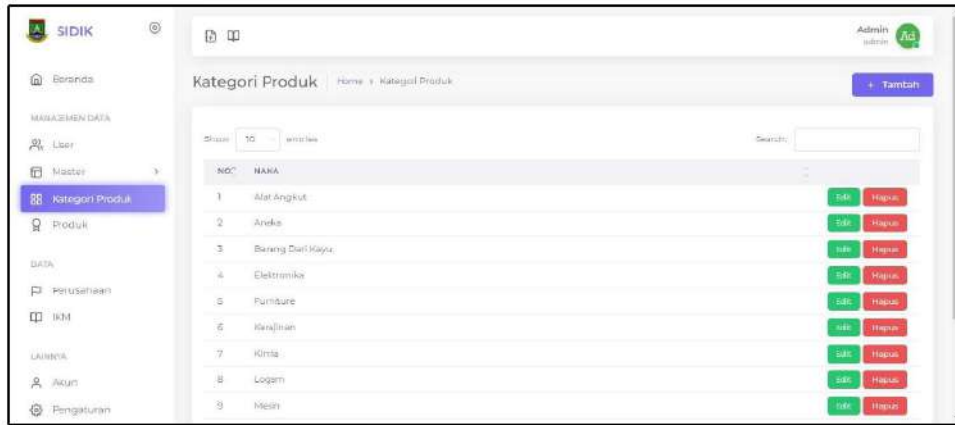 SIDIK
Beranda
MANAJEMEN DATA
User
Master
Kategori Produk
Produk
DATA
Perusahaan
IKM
LAINNYA
Akun
Pengaturan
Admin
admin
Ad
Kategori Produk Home Kategori Produk
+ Tambah
Show 10 entries
Search:
NO NAMA
1 Alat Angkut Edit Hapus
2 Aneka Edit Hapus
3 Barang Dari Kayu Edit Hapus
4 Elektronika Edit Hapus
5 Furniture Edit Hapus
6 Kerajinan Edit Hapus
7 Kimia Edit Hapus
8 Logam Edit Hapus
9 Mesin Edit Hapus